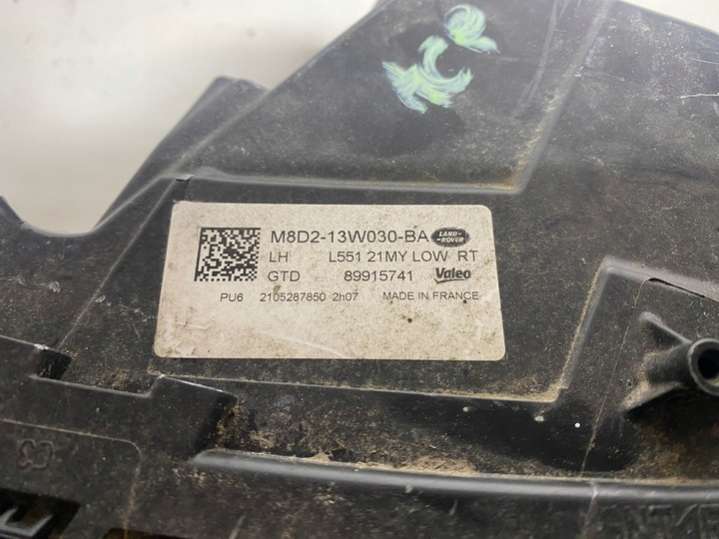 M8D2-13W030-BA LAND-ROVER
LH L551 21MY LOW RT
GTD 89915741 Valeo
PU6 2105287850 2h07 MADE IN FRANCE